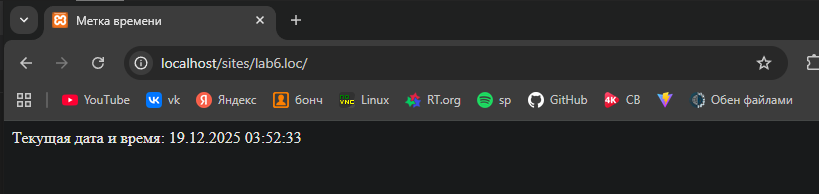 Метка времени
localhost/sites/lab6.loc/
YouTube vk Яндекс бонч Linux RT.org sp GitHub СВ Обен файлами
Текущая дата и время: 19.12.2025 03:52:33